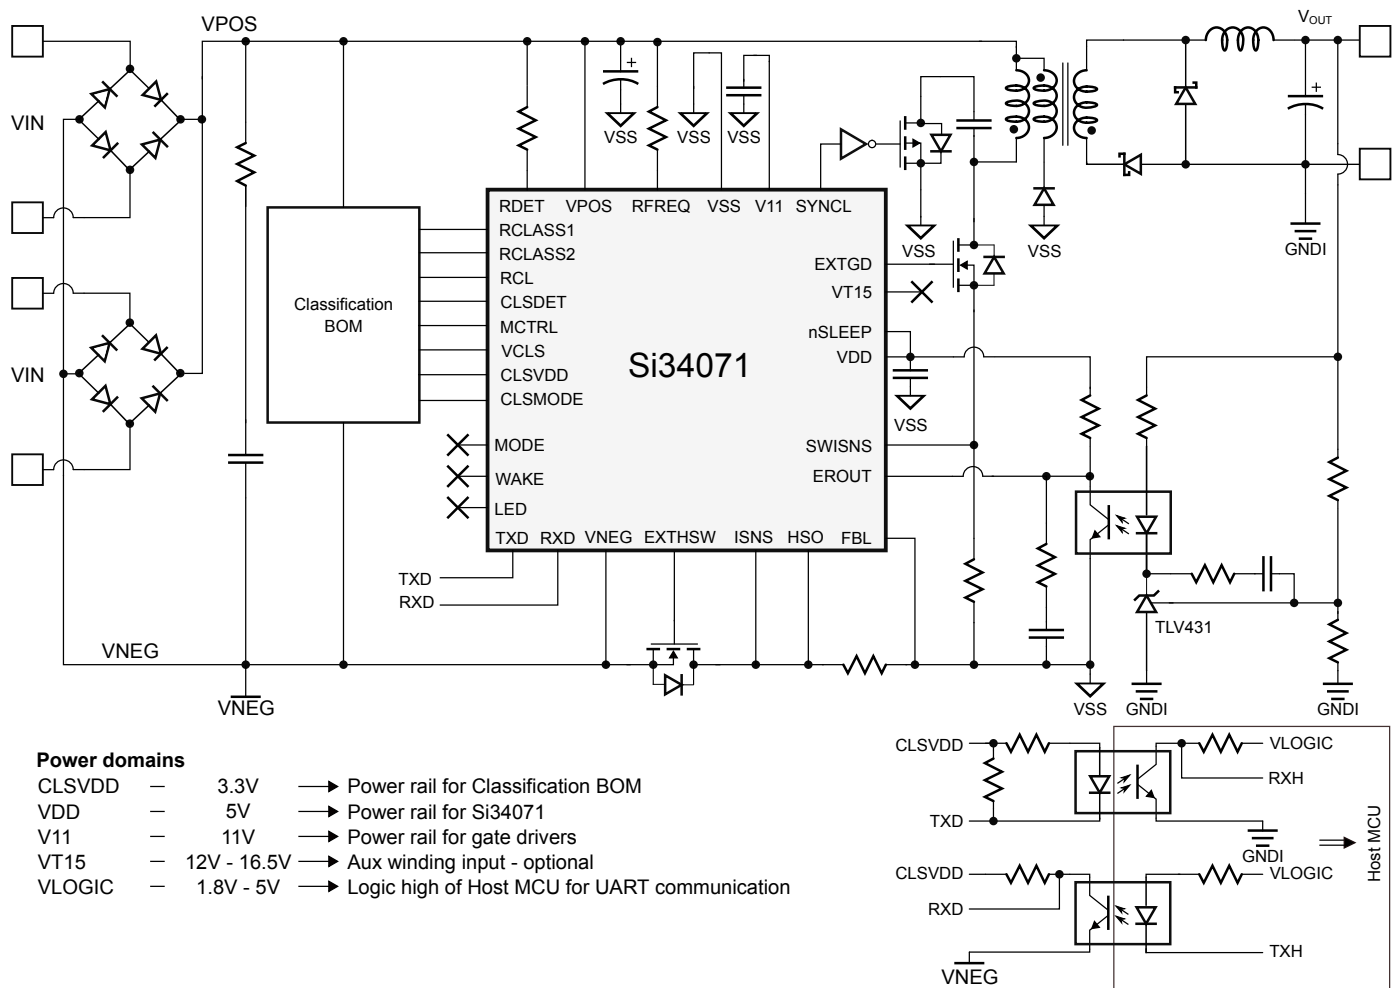 VPOS
VOUT
VIN
VSS
VSS
VSS
RDET VPOS RFREQ VSS V11 SYNCL
RCLASS1
RCLASS2
RCL
CLSDET
MCTRL
VCLS
CLSVDD
CLSMODE
MODE
WAKE
LED
Classification
BOM
Si34071
EXTGD
VT15
nSLEEP
VDD
SWISNS
EROUT
TXD RXD VNEG EXTHSW ISNS HSO FBL
VSS
VSS
GNDI
VSS
VIN
TXD
RXD
TLV431
VNEG
VNEG
VSS
GNDI
GNDI
Power domains
CLSVDD – 3.3V Power rail for Classification BOM
VDD – 5V Power rail for Si34071
V11 – 11V Power rail for gate drivers
VT15 – 12V - 16.5V Aux winding input - optional
VLOGIC – 1.8V - 5V Logic high of Host MCU for UART communication
CLSVDD
VLOGIC
RXH
TXD
GNDI
CLSVDD
VLOGIC
RXD
TXH
VNEG
Host MCU